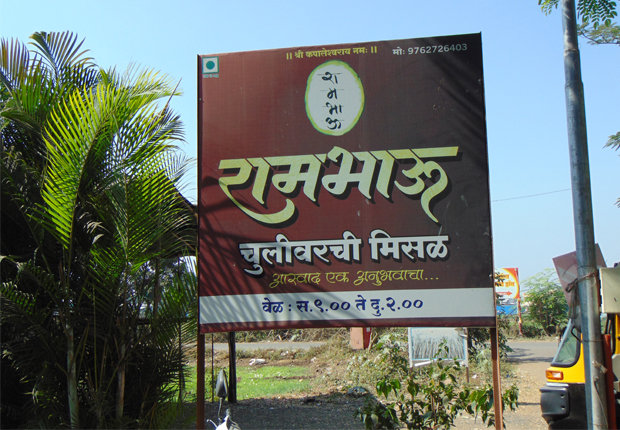 || श्री कपालेश्वराय नमः || मो: 9762726403
रा
म
भा
ऊ
रामभाऊ
चुलीवरची मिसळ
आस्वाद एक अनुभवाचा...
वेळ : स.९.०० ते दु.२.००